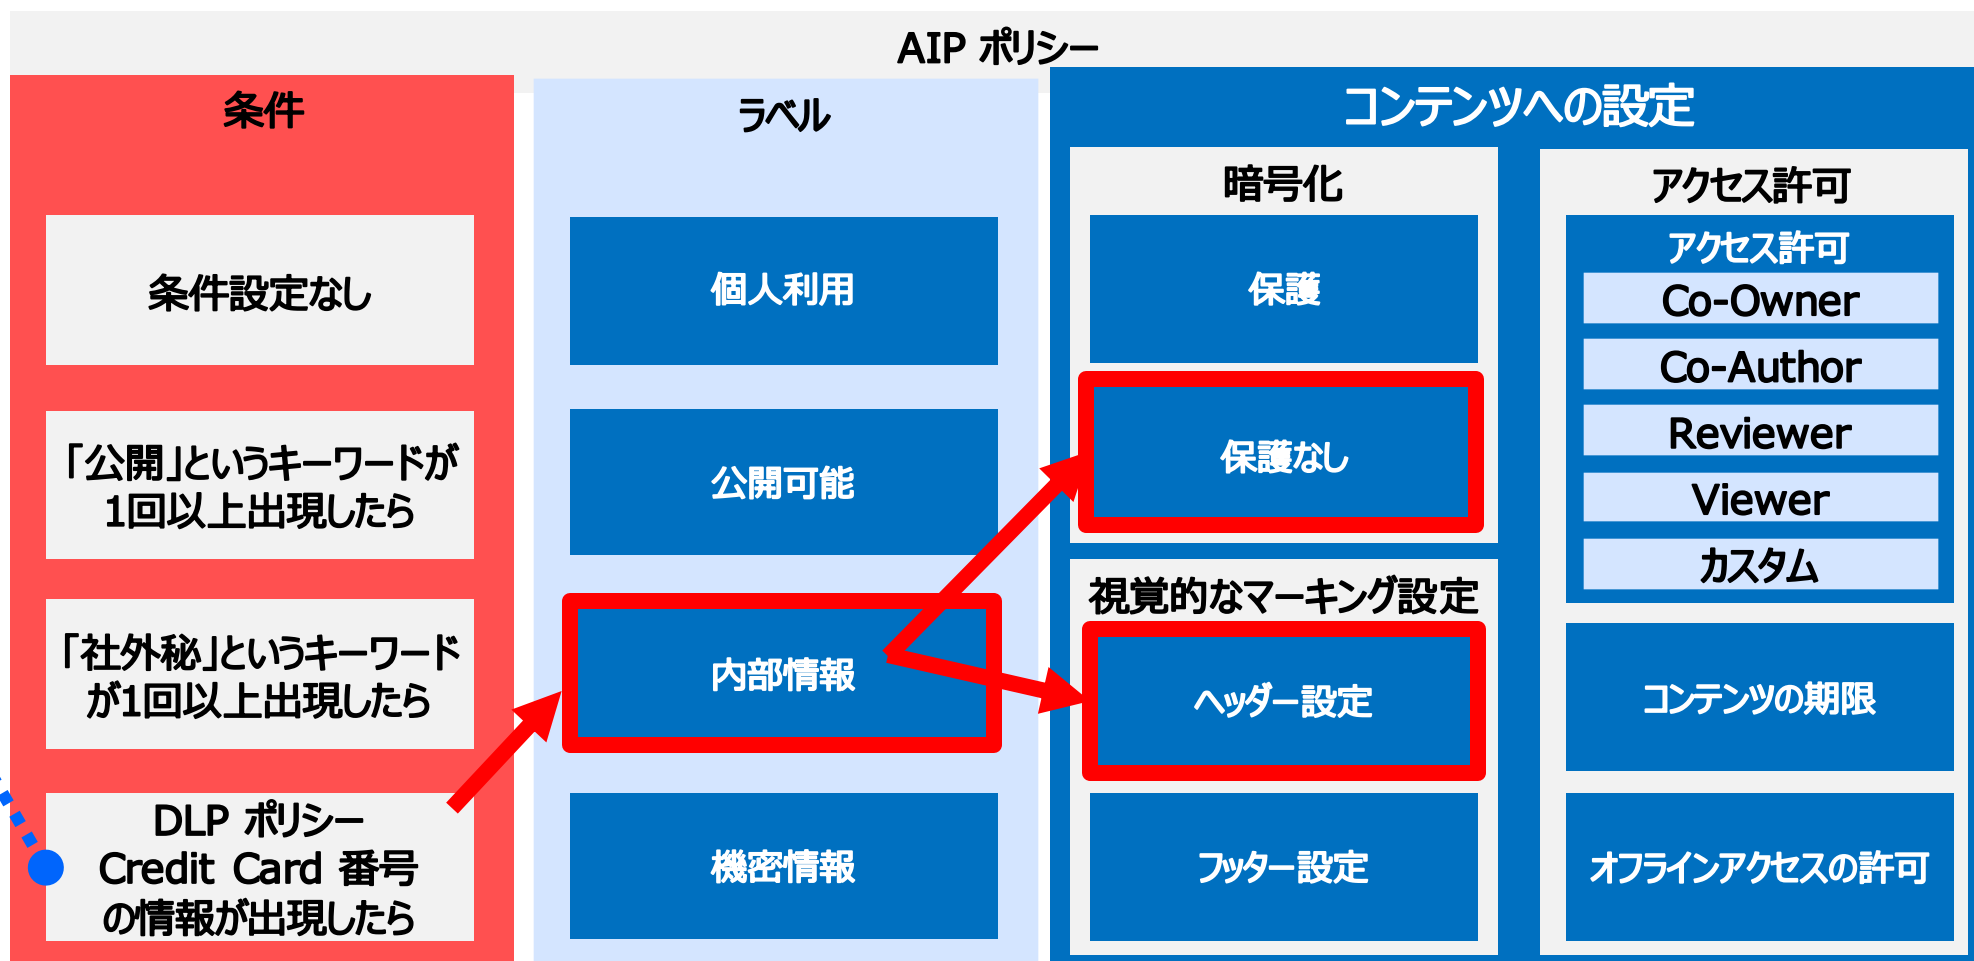 AIP ポリシー
条件
条件設定なし
「公開」というキーワードが
1回以上出現したら
「社外秘」というキーワード
が1回以上出現したら
DLP ポリシー
Credit Card 番号
の情報が出現したら
ラベル
個人利用
公開可能
内部情報
機密情報
コンテンツへの設定
暗号化
保護
保護なし
視覚的なマーキング設定
ヘッダー設定
フッター設定
アクセス許可
アクセス許可
Co-Owner
Co-Author
Reviewer
Viewer
カスタム
コンテンツの期限
オフラインアクセスの許可